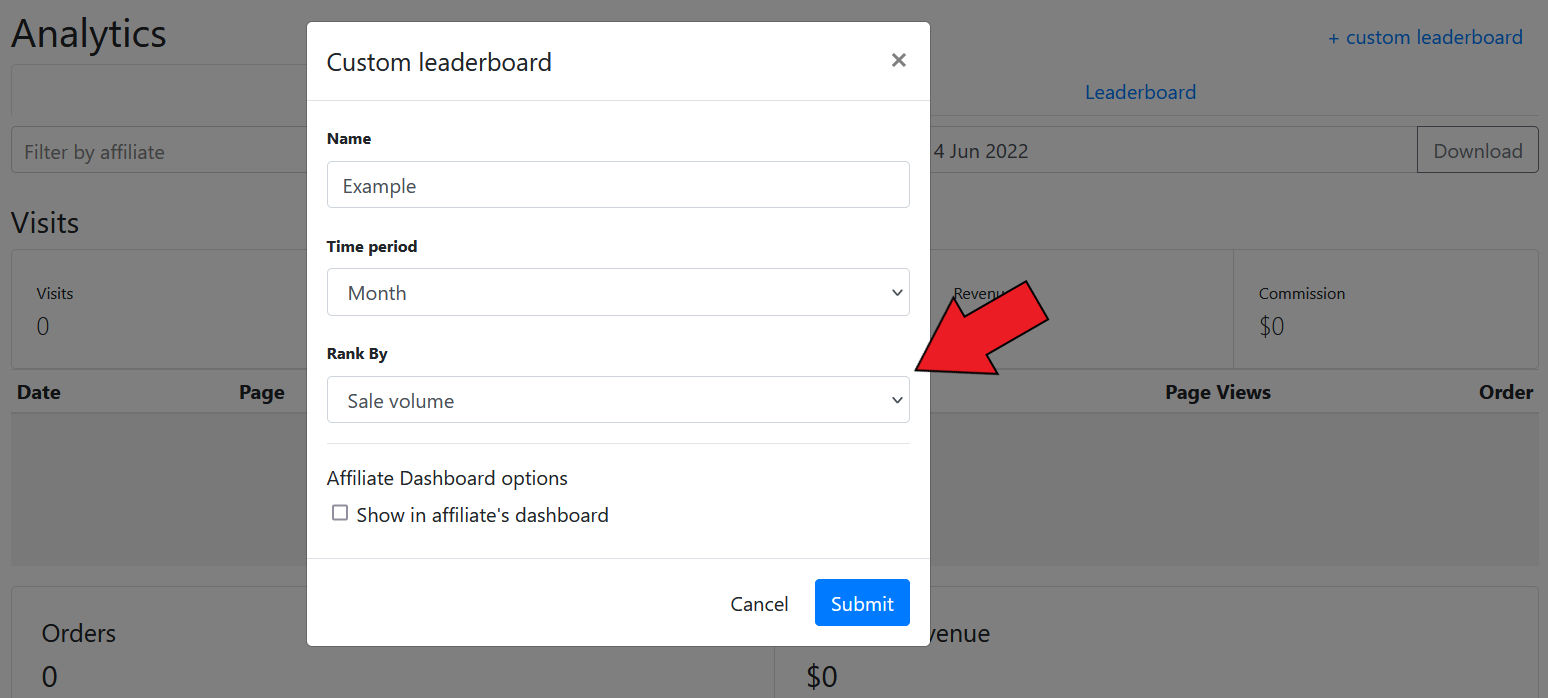 Analytics
+ custom leaderboard
Leaderboard
Filter by affiliate
4 Jun 2022
Download
Visits
Visits
0
Revenu
Commission
$0
Date
Page
Page Views
Order
Orders
0
venue
$0
Custom leaderboard
×
Name
Example
Time period
Month
Rank By
Sale volume
Affiliate Dashboard options
Show in affiliate's dashboard
Cancel
Submit